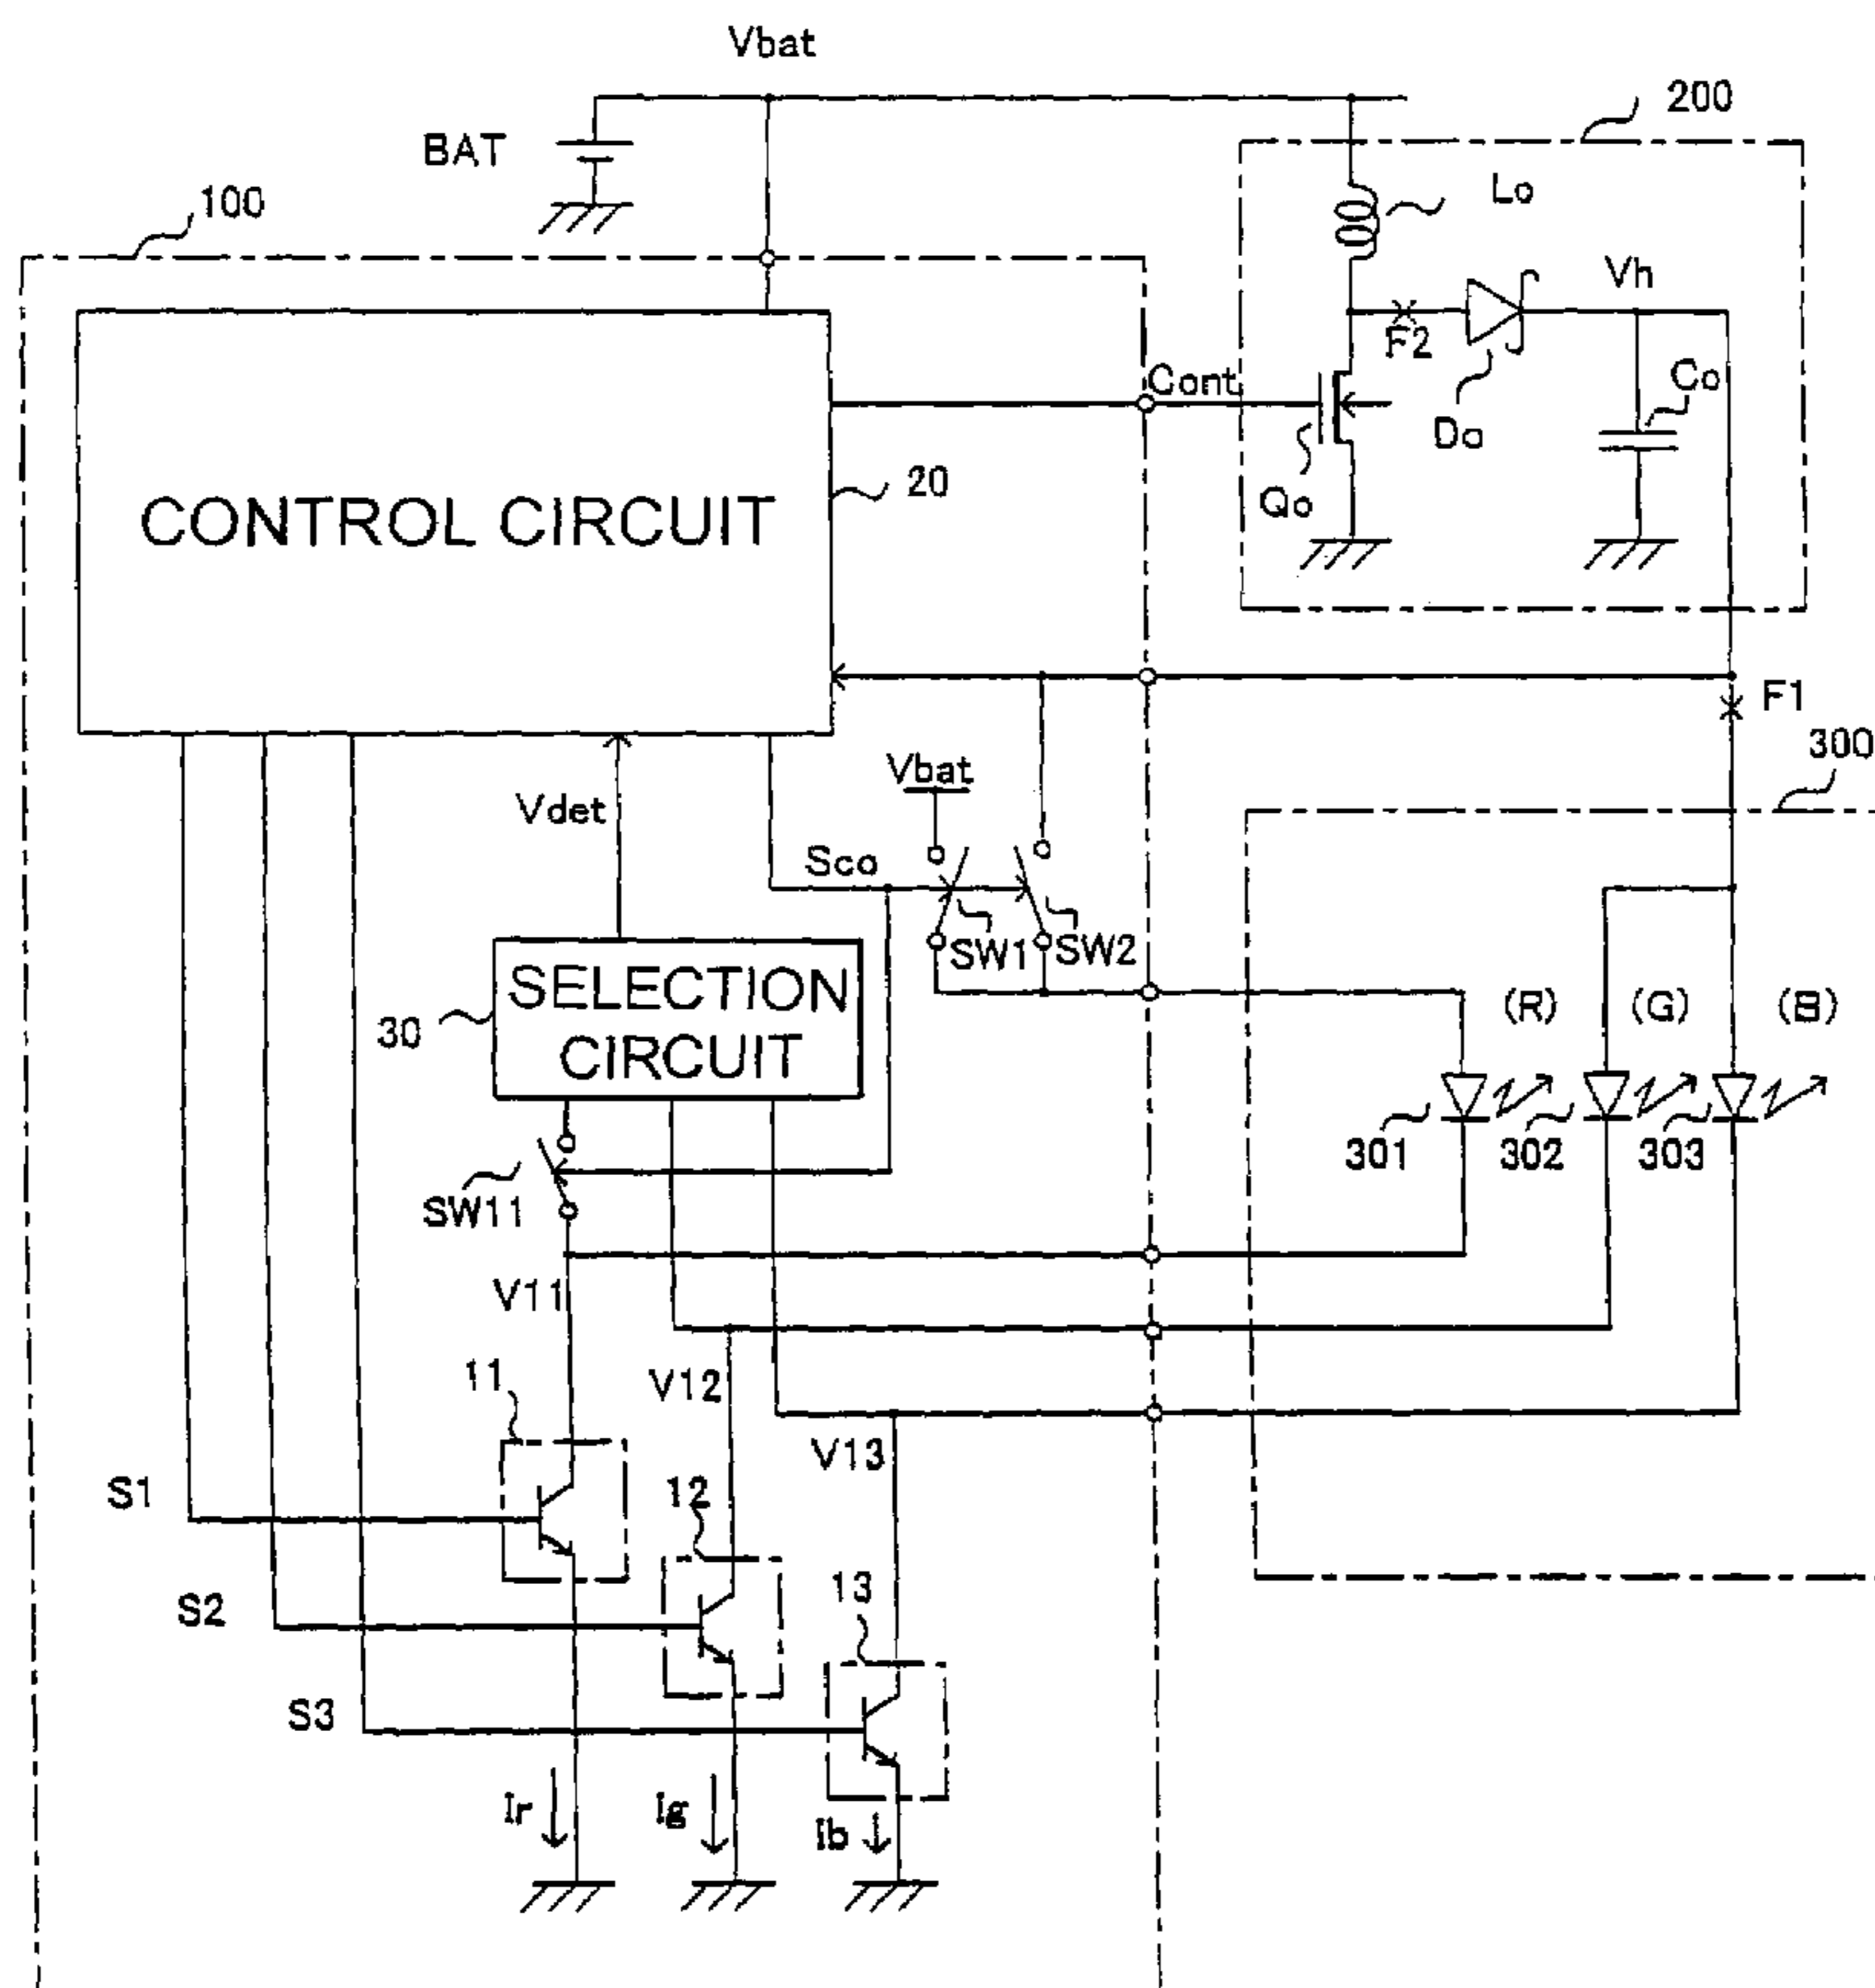 Vbat
200
BAT
Lo
100
Vh
F2
Cont
Co
Do
20
CONTROL CIRCUIT
Qo
F1
300
Vbat
Vdet
Sco
SW1
SW2
SELECTION
CIRCUIT
30
(R)
(G)
(B)
301
302
303
SW11
V11
11
V12
V13
S1
12
S2
13
S3
Ir
Ig
Ib